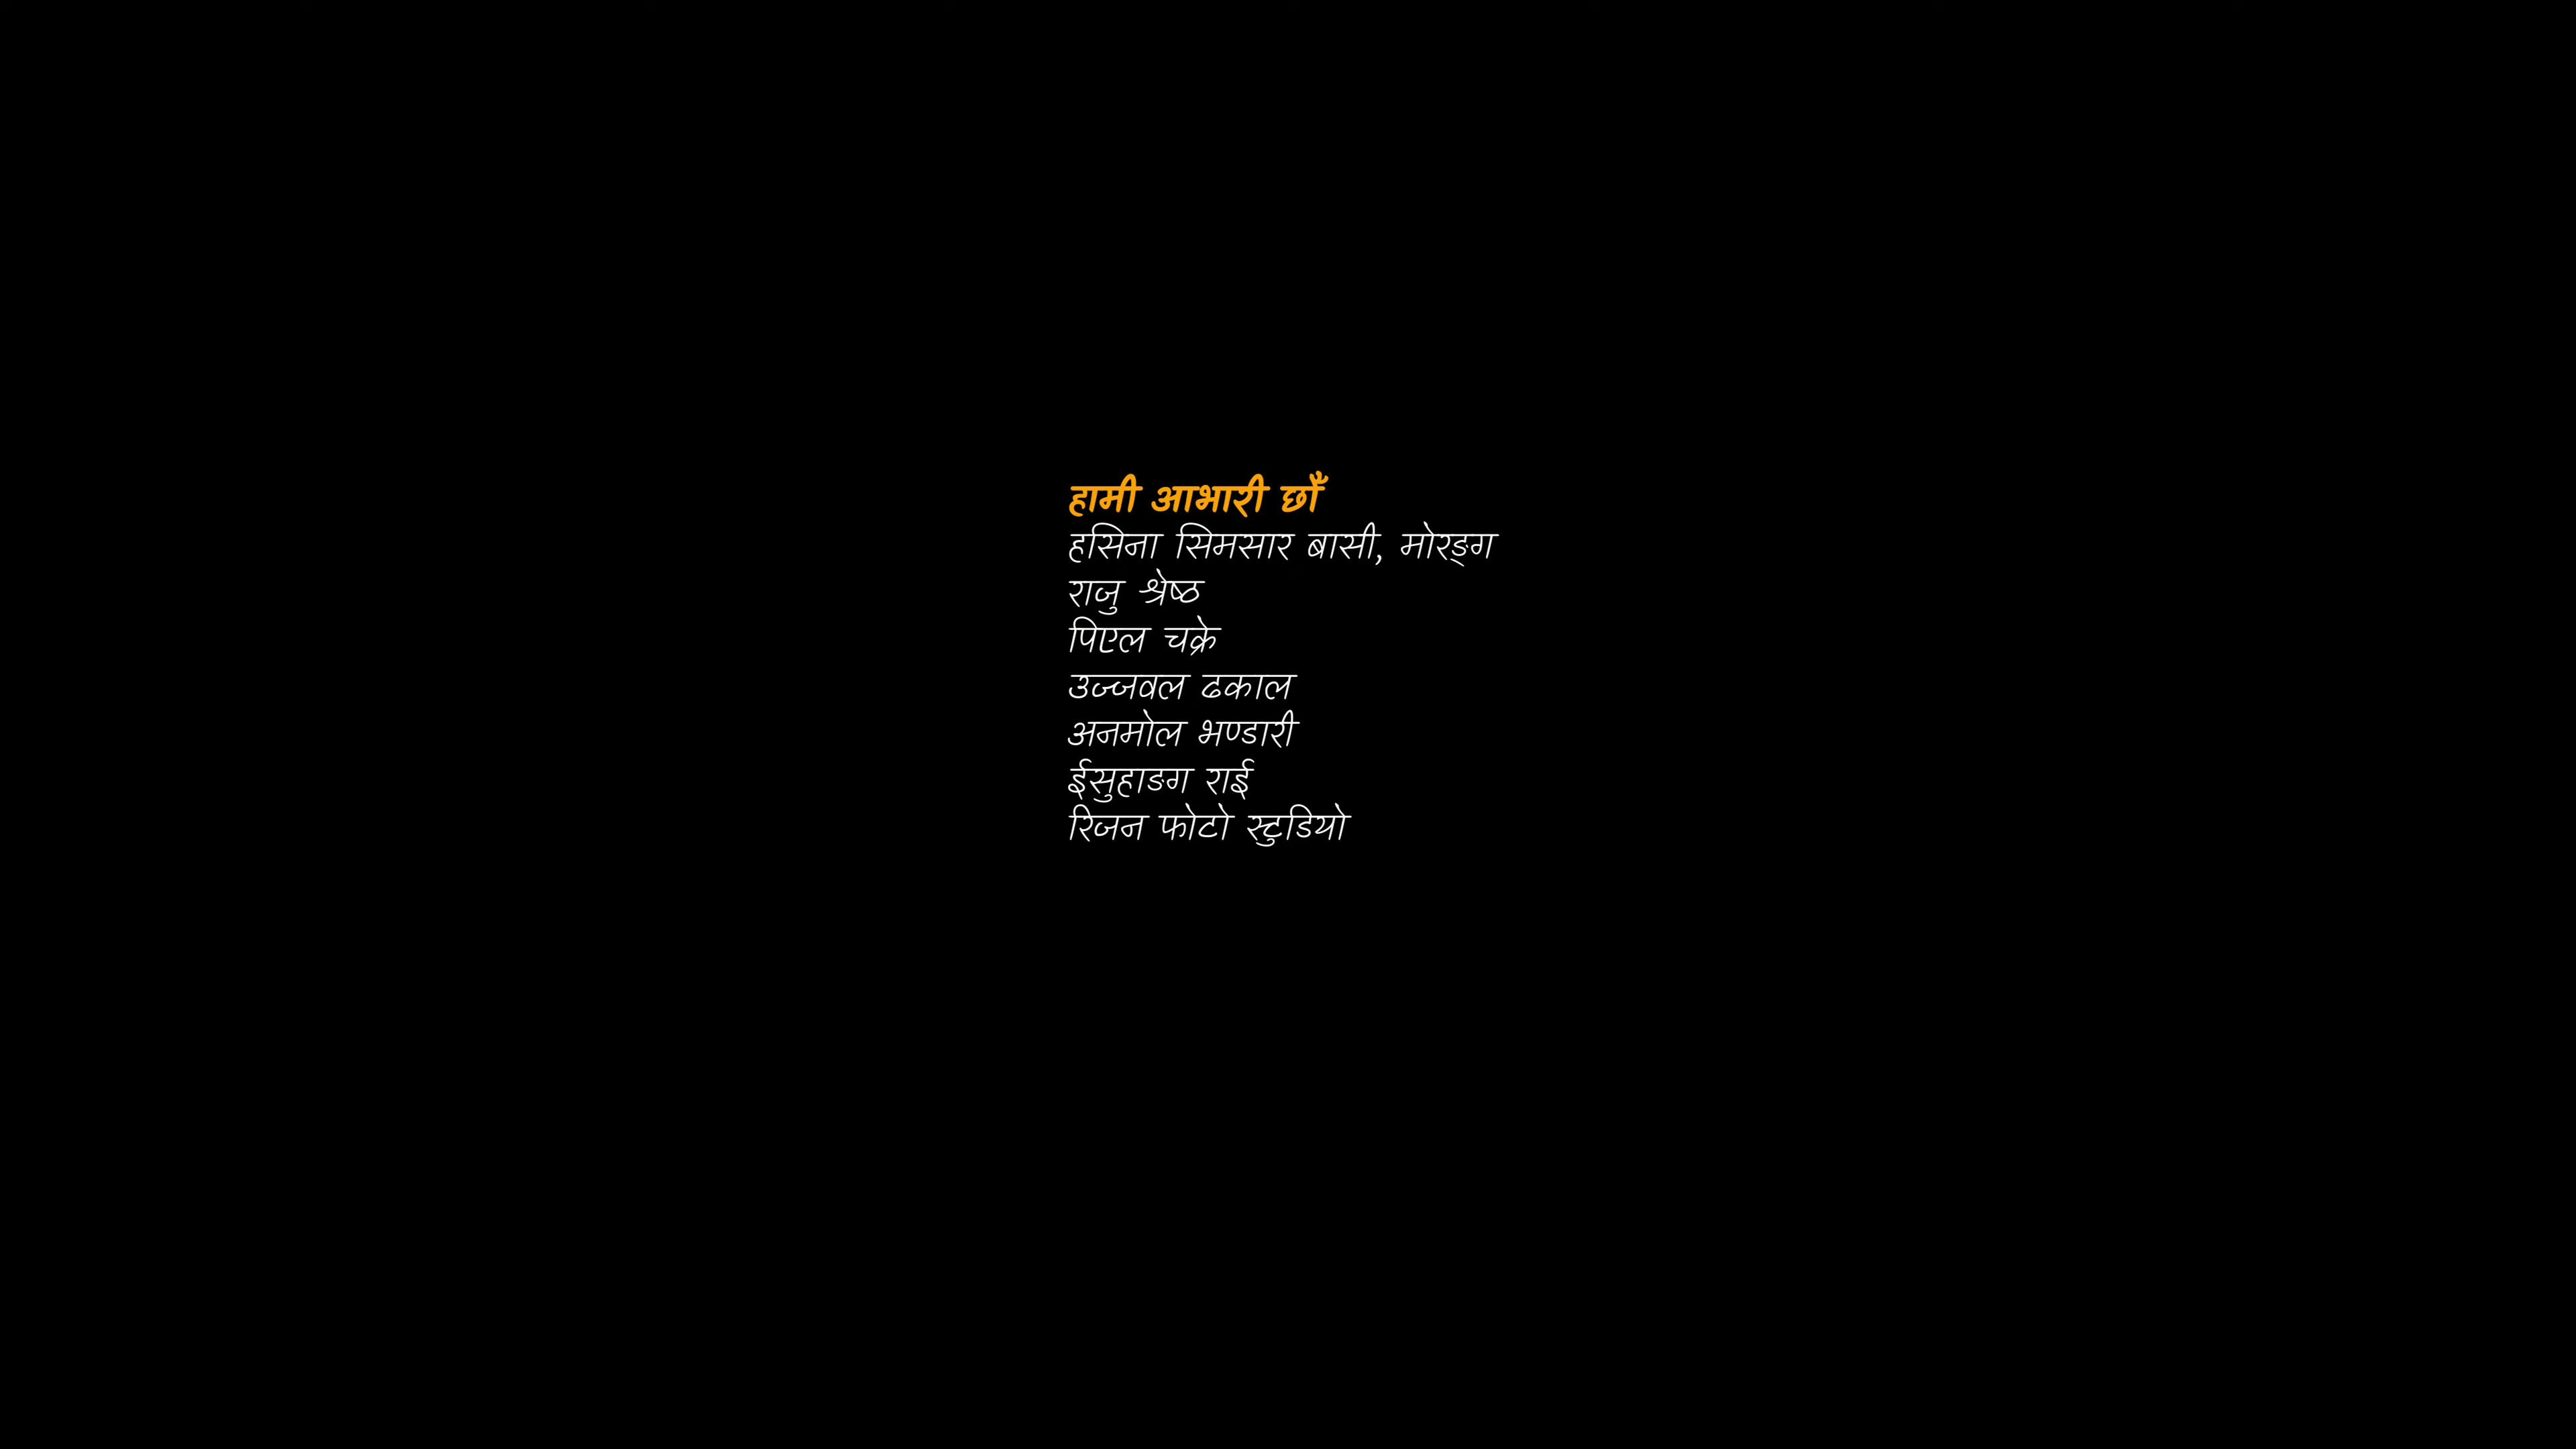 हामी आभारी छौँ
हसिना सिमसार बासी, मोरङ्ग
राजु श्रेष्ठ
पिएल चक्रे
उज्जवल ढकाल
अनमोल भण्डारी
ईसुहाङग राई
रिजन फोटो स्टुडियो